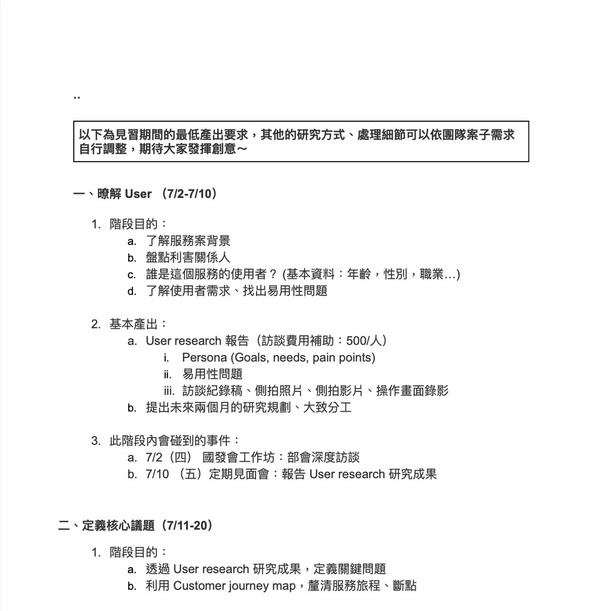 ..
以下為見習期間的最低產出要求，其他的研究方式、處理細節可以依團隊案子需求
自行調整，期待大家發揮創意～
一、瞭解 User （7/2-7/10）
1. 階段目的：
a. 了解服務案背景
b. 盤點利害關係人
c. 誰是這個服務的使用者？ (基本資料：年齡，性別，職業…)
d. 了解使用者需求、找出易用性問題
2. 基本產出：
a. User research 報告（訪談費用補助：500/人）
i. Persona (Goals, needs, pain points)
ii. 易用性問題
iii. 訪談紀錄稿、側拍照片、側拍影片、操作畫面錄影
b. 提出未來兩個月的研究規劃、大致分工
3. 此階段內會碰到的事件：
a. 7/2（四） 國發會工作坊：部會深度訪談
b. 7/10 （五）定期見面會：報告 User research 研究成果
二、定義核心議題（7/11-20）
1. 階段目的：
a. 透過 User research 研究成果，定義關鍵問題
b. 利用 Customer journey map，釐清服務旅程、斷點